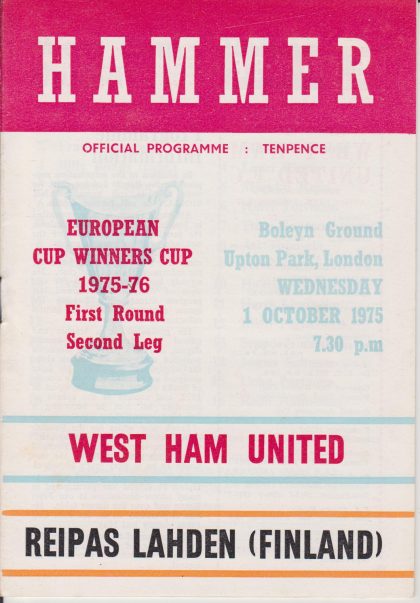 HAMMER
OFFICIAL PROGRAMME : TENPENCE
EUROPEAN
CUP WINNERS CUP
1975-76
First Round
Second Leg
Boleyn Ground
Upton Park, London
WEDNESDAY
1 OCTOBER 1975
7.30 p.m
WEST HAM UNITED
REIPAS LAHDEN (FINLAND)